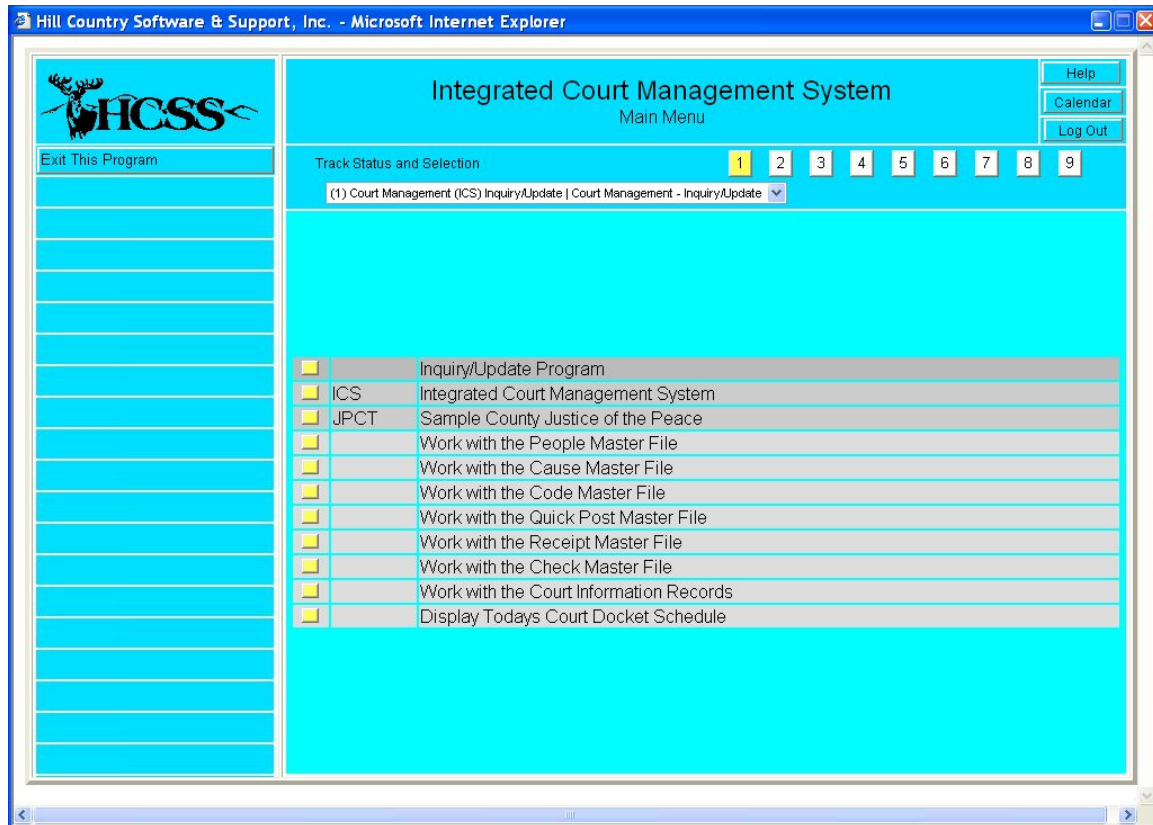 Hill Country Software & Support, Inc. - Microsoft Internet Explorer
HCSS
Integrated Court Management System
Main Menu
Help
Calendar
Log Out
Exit This Program
Track Status and Selection 1 2 3 4 5 6 7 8 9
(1) Court Management (ICS) Inquiry/Update | Court Management - Inquiry/Update
Inquiry/Update Program
ICS Integrated Court Management System
JPCT Sample County Justice of the Peace
Work with the People Master File
Work with the Cause Master File
Work with the Code Master File
Work with the Quick Post Master File
Work with the Receipt Master File
Work with the Check Master File
Work with the Court Information Records
Display Todays Court Docket Schedule